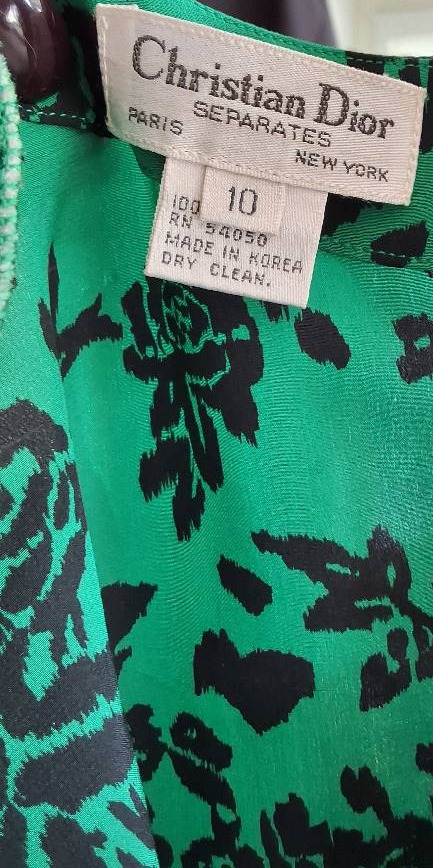 Christian Dior
SEPARATES
PARIS
NEW YORK
10
100
RN 54050
MADE IN KOREA
DRY CLEAN.